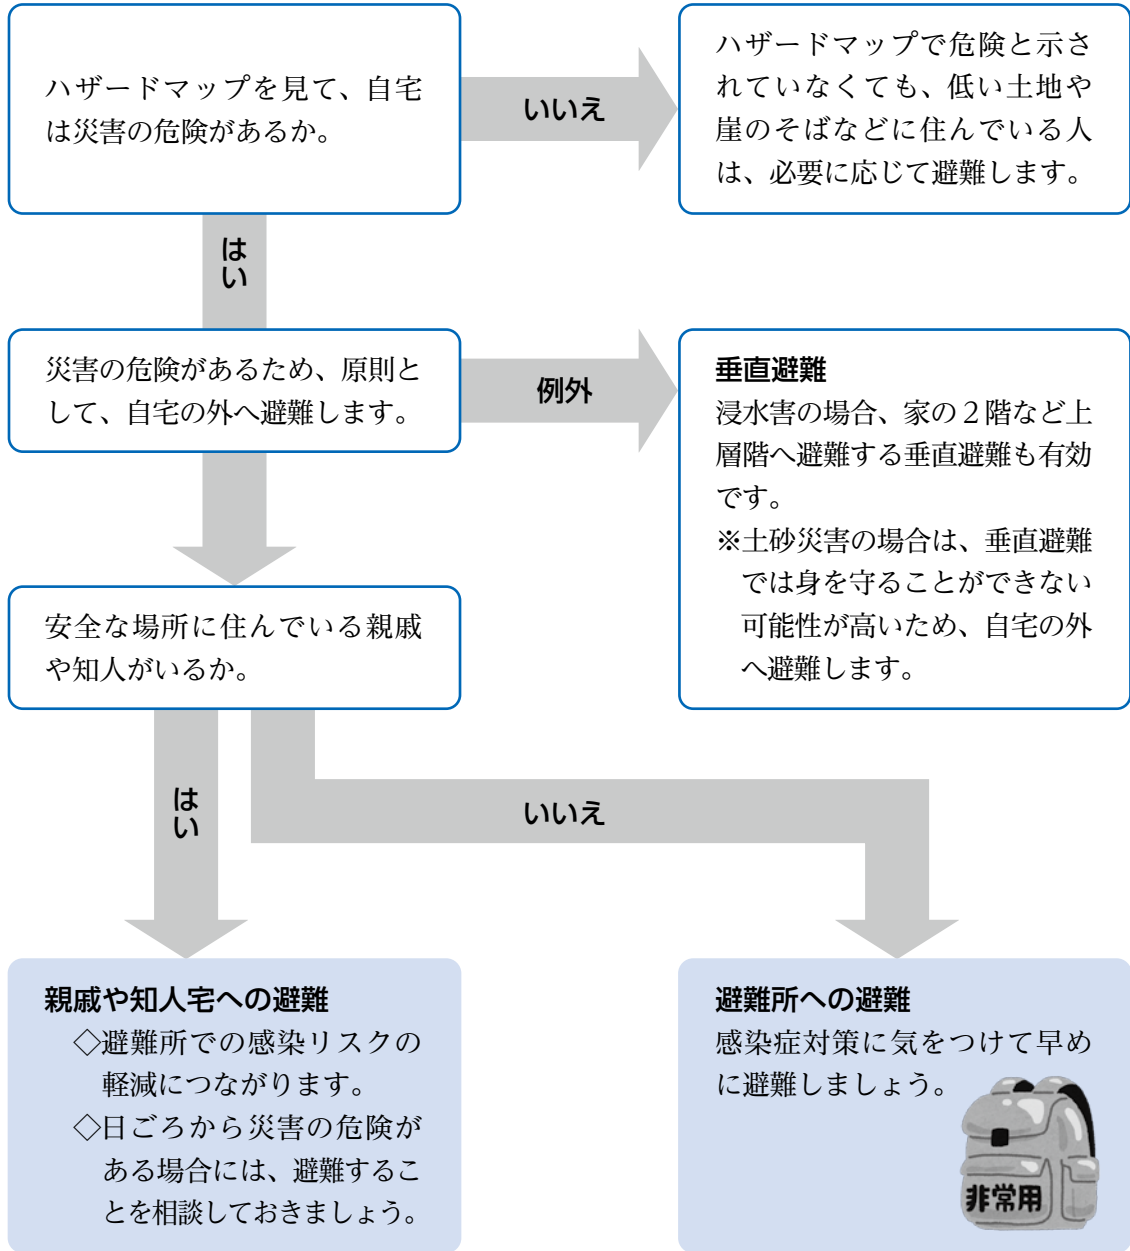 ハザードマップを見て、自宅
は災害の危険があるか。
いいえ
ハザードマップで危険と示さ
れていなくても、低い土地や
崖のそばなどに住んでいる人
は、必要に応じて避難します。
はい
災害の危険があるため、原則と
して、自宅の外へ避難します。
例外
垂直避難
浸水害の場合、家の２階など上
層階へ避難する垂直避難も有効
です。
※土砂災害の場合は、垂直避難
では身を守ることができない
可能性が高いため、自宅の外
へ避難します。
安全な場所に住んでいる親戚
や知人がいるか。
はい
いいえ
親戚や知人宅への避難
◇避難所での感染リスクの
軽減につながります。
◇日ごろから災害の危険が
ある場合には、避難するこ
とを相談しておきましょう。
避難所への避難
感染症対策に気をつけて早め
に避難しましょう。
非常用